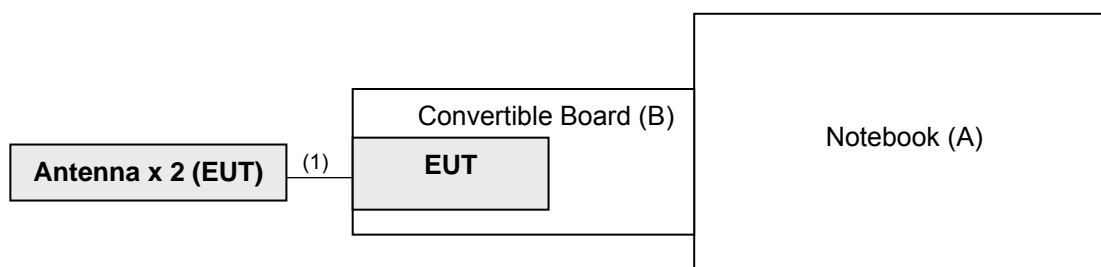 Convertible Board (B)
Notebook (A)
Antenna x 2 (EUT)
(1)
EUT